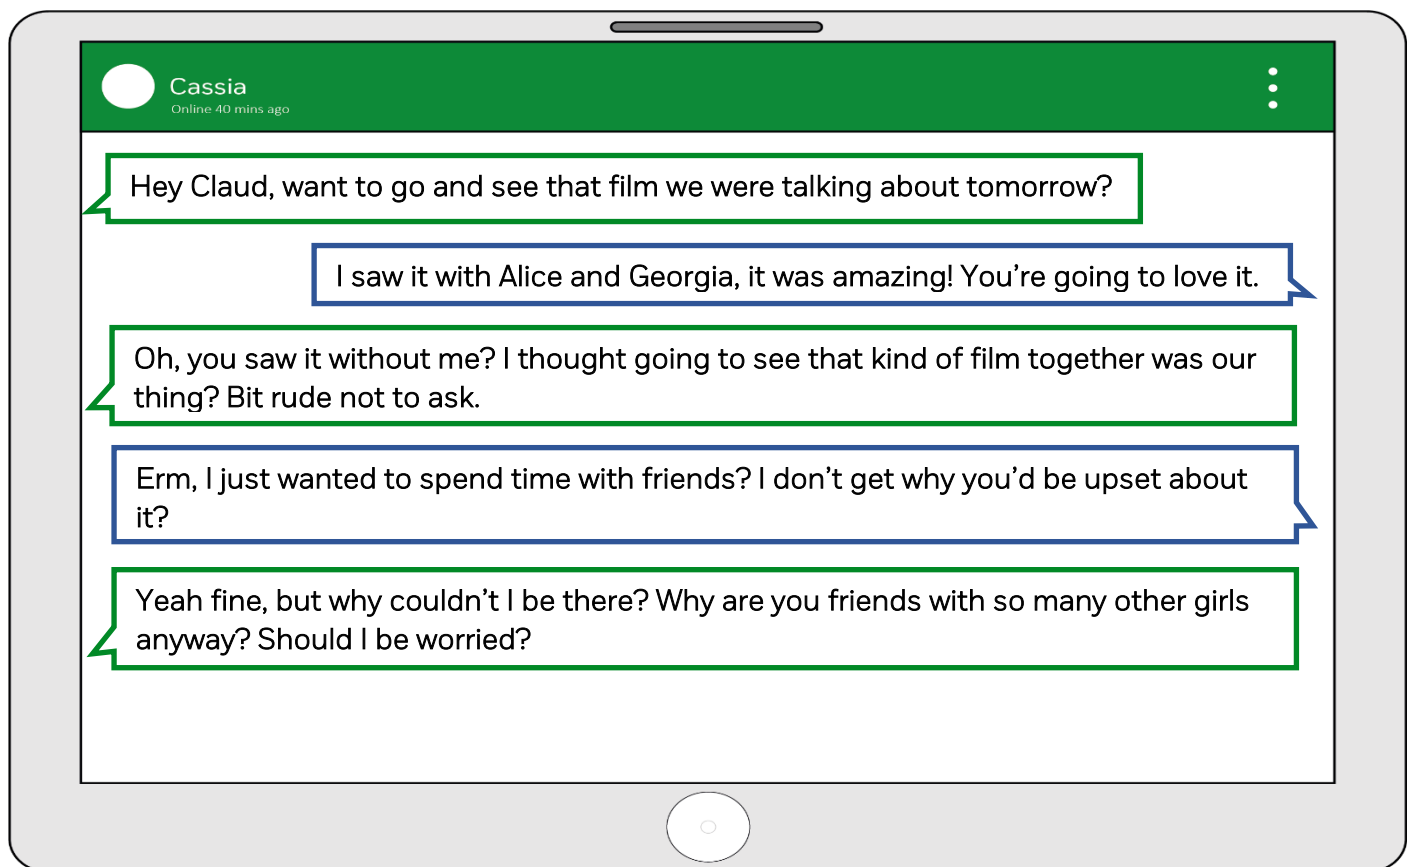 Cassia
Online 40 mins ago
Hey Claud, want to go and see that film we were talking about tomorrow?
I saw it with Alice and Georgia, it was amazing! You’re going to love it.
Oh, you saw it without me? I thought going to see that kind of film together was our
thing? Bit rude not to ask.
Erm, I just wanted to spend time with friends? I don’t get why you’d be upset about
it?
Yeah fine, but why couldn’t I be there? Why are you friends with so many other girls
anyway? Should I be worried?